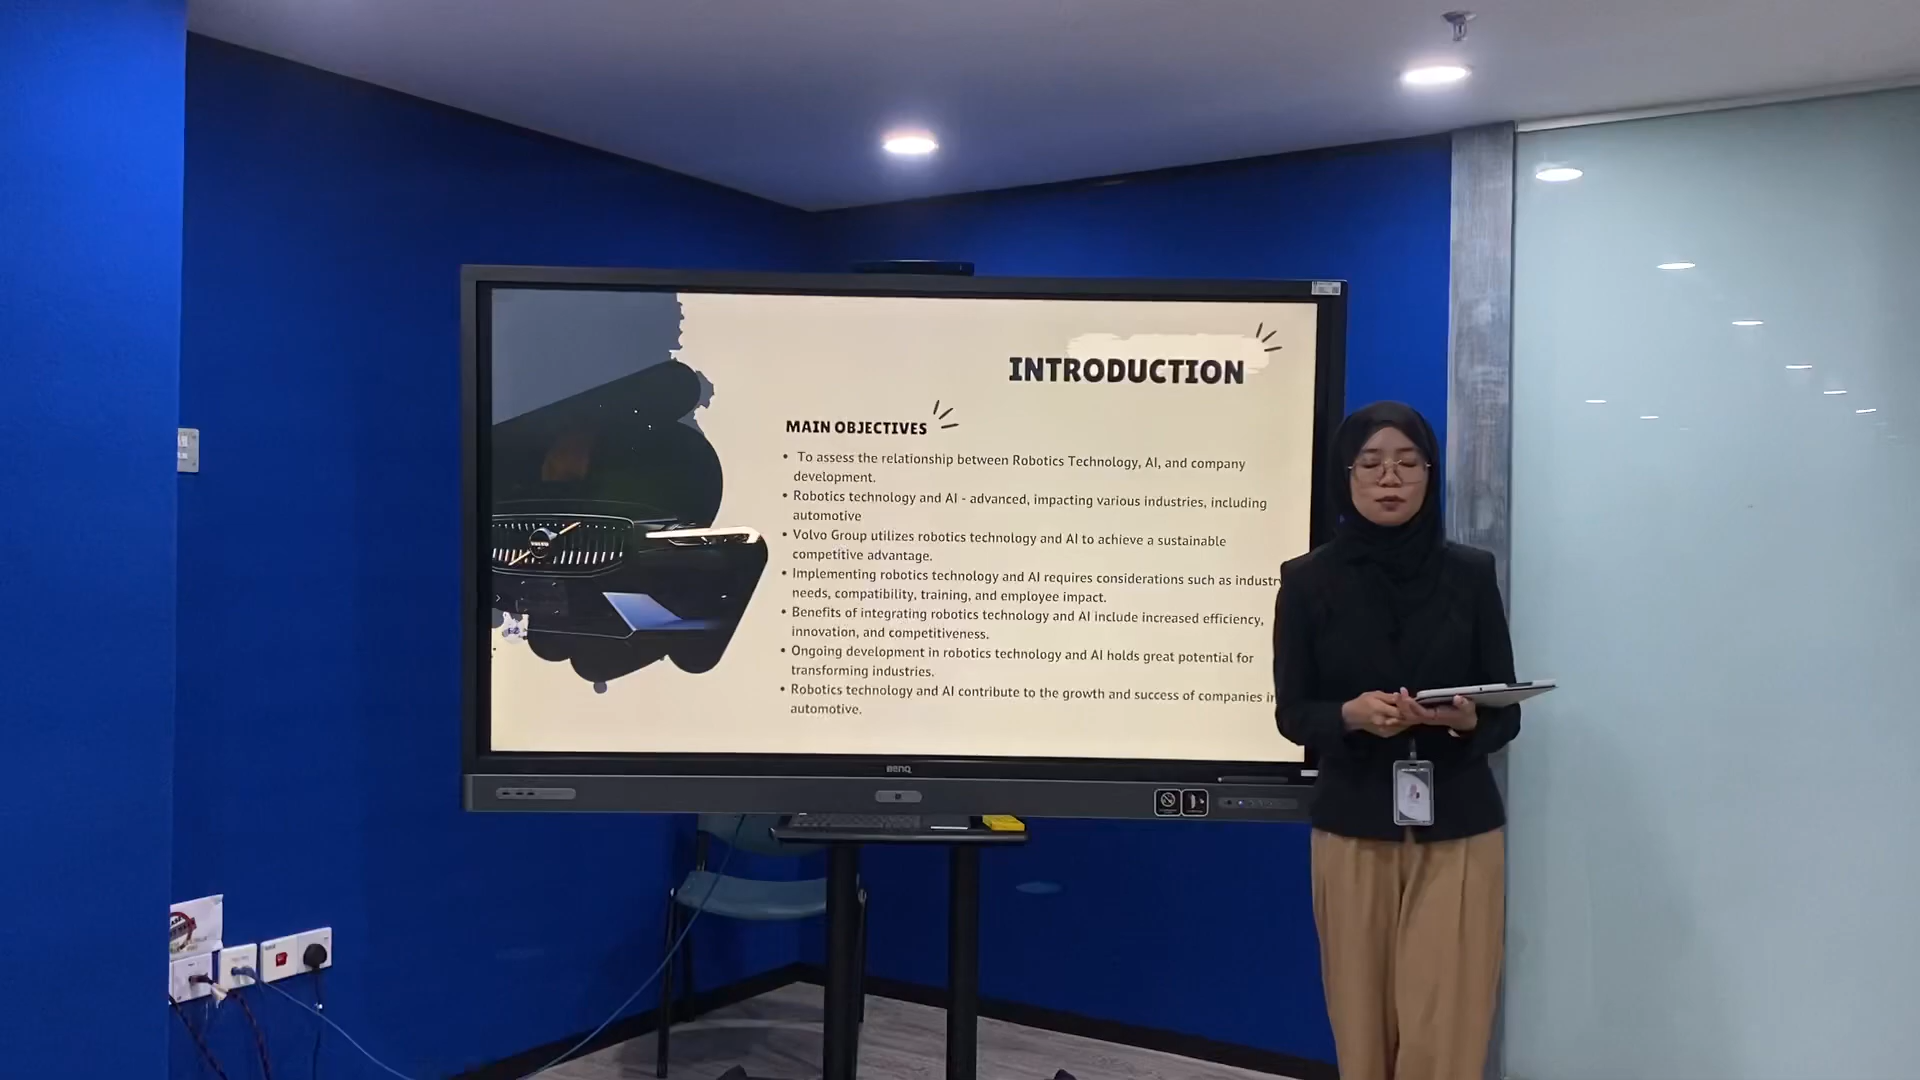 INTRODUCTION
MAIN OBJECTIVES
• To assess the relationship between Robotics Technology, AI, and company
development.
• Robotics technology and AI - advanced, impacting various industries, including
automotive
• Volvo Group utilizes robotics technology and AI to achieve a sustainable
competitive advantage.
• Implementing robotics technology and AI requires considerations such as industr
needs, compatibility, training, and employee impact.
• Benefits of integrating robotics technology and AI include increased efficiency,
innovation, and competitiveness.
• Ongoing development in robotics technology and AI holds great potential for
transforming industries.
• Robotics technology and AI contribute to the growth and success of companies in
automotive.
VOLVO
BenQ